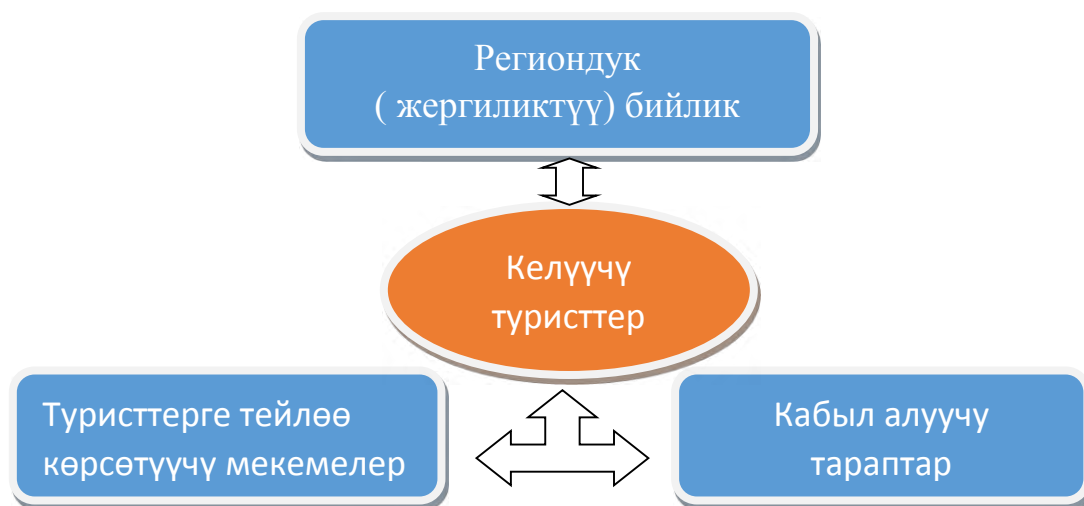 Региондук
( жергиликтүү) бийлик
Келүүчү
туристтер
Туристтерге тейлөө
көрсөтүүчү мекемелер
Кабыл алуучу
тараптар